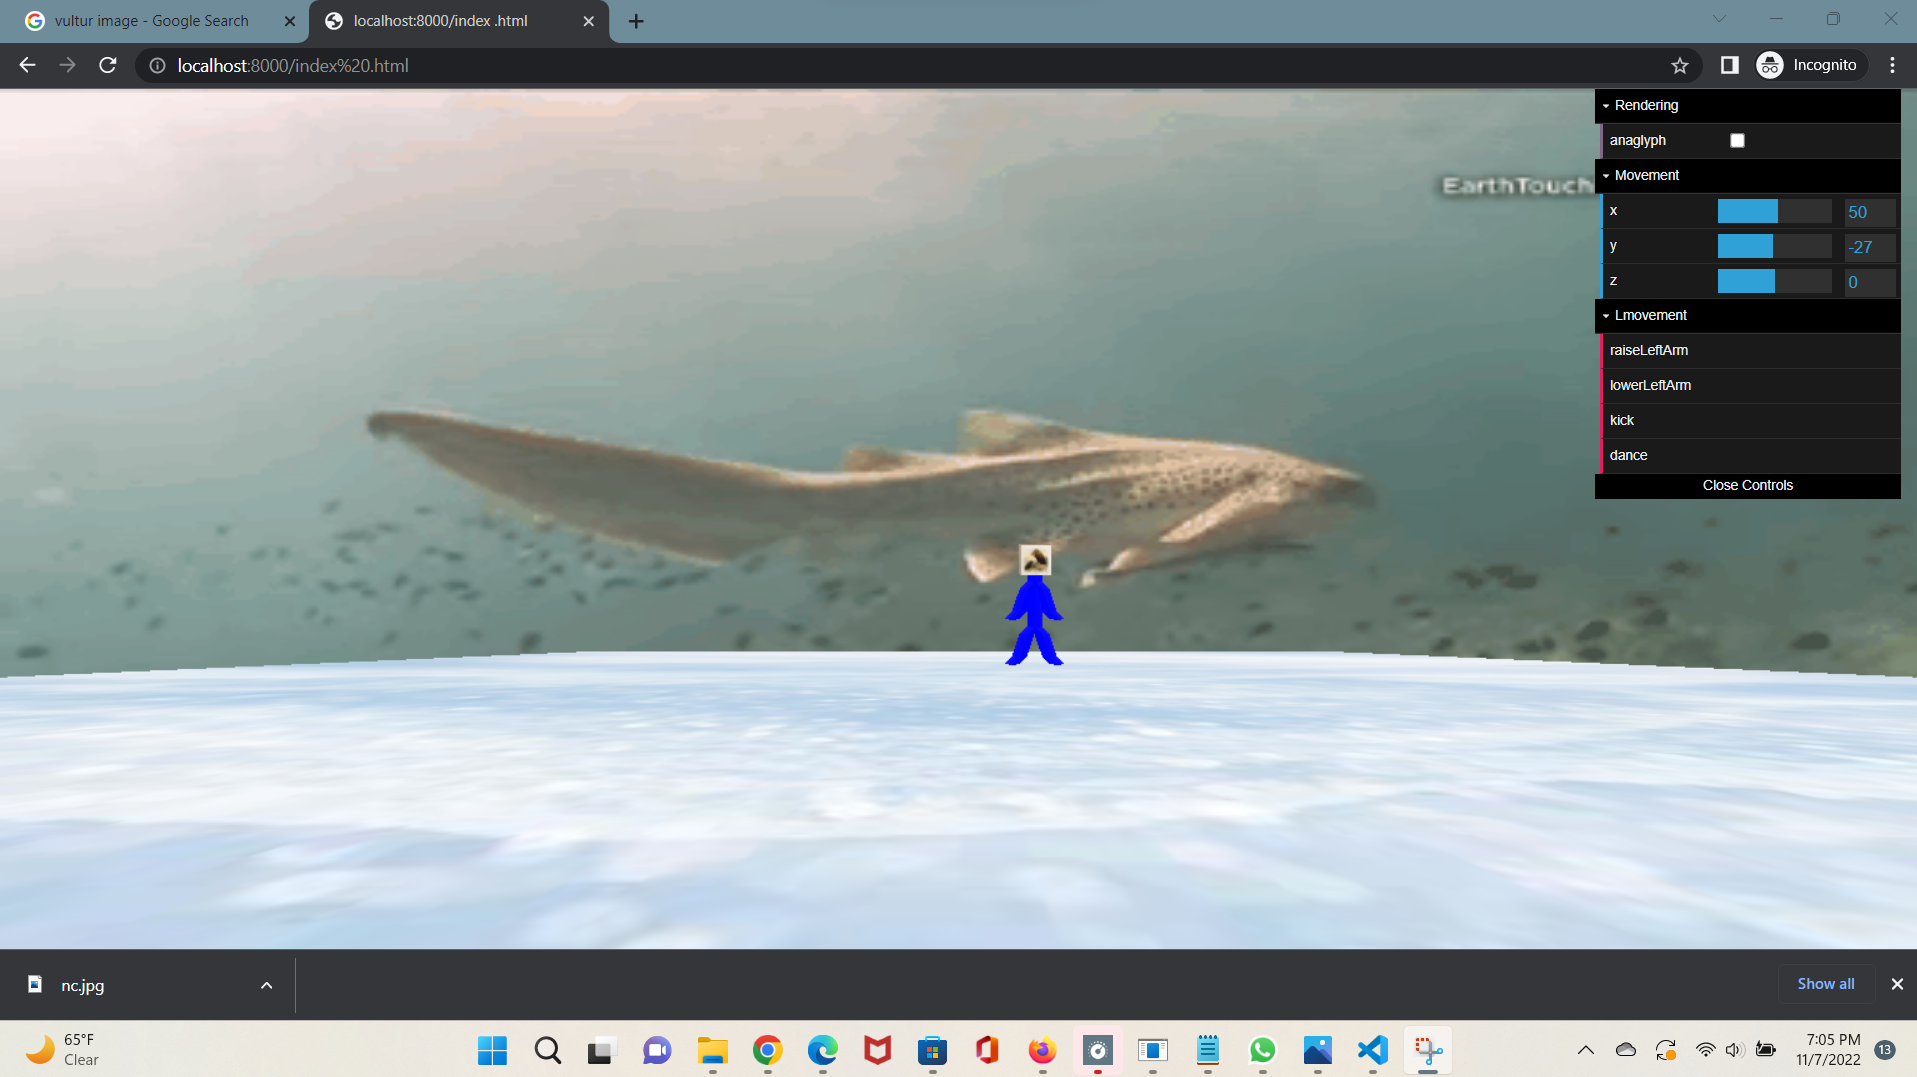 vultur image - Google Search
localhost:8000/index .html
localhost:8000/index%20.html
Incognito
EarthTouch
Rendering
anaglyph
Movement
x 50
y -27
z 0
Lmovement
raiseLeftArm
lowerLeftArm
kick
dance
Close Controls
nc.jpg
Show all
65°F
Clear
7:05 PM
11/7/2022
13